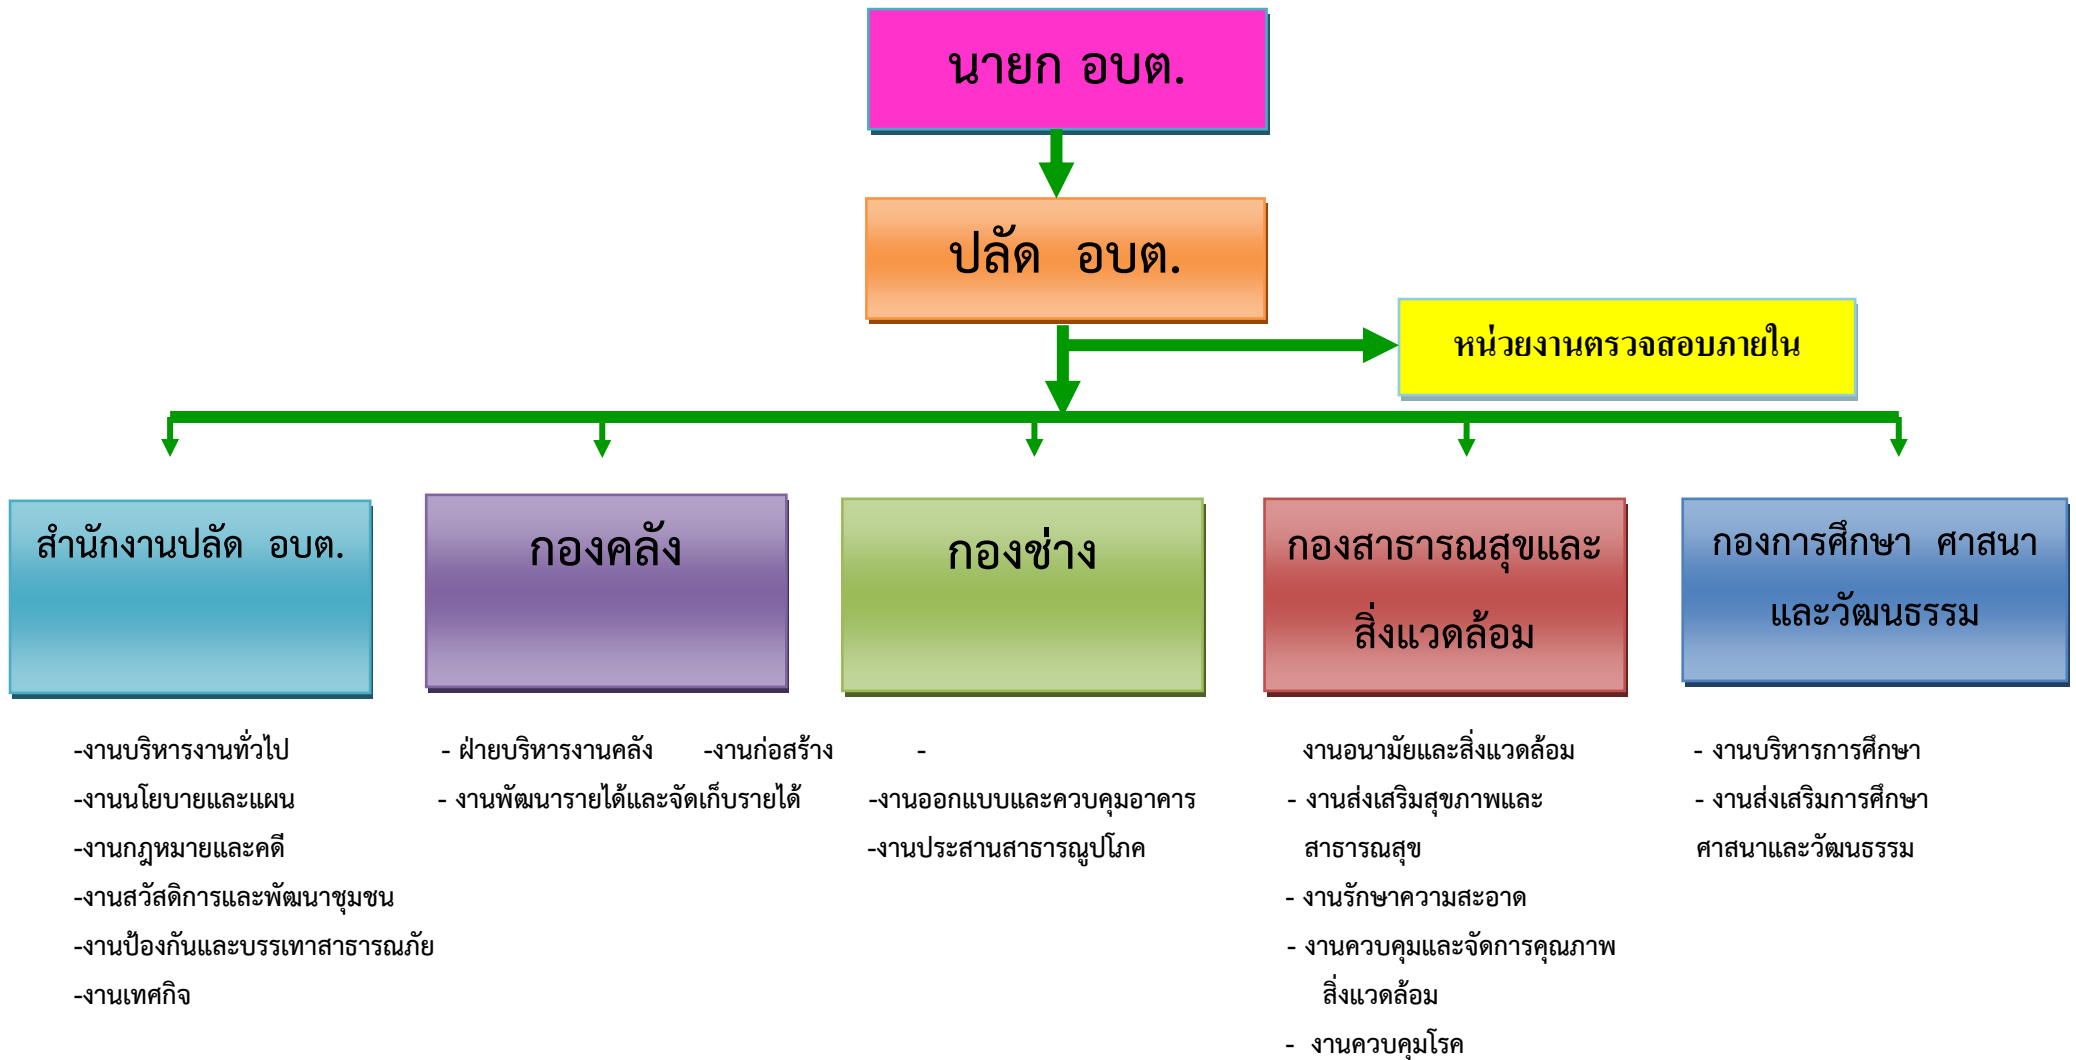 นายก อบต.
ปลัด อบต.
หน่วยงานตรวจสอบภายใน
สำนักงานปลัด อบต.
กองคลัง
กองช่าง
กองสาธารณสุขและ
สิ่งแวดล้อม
กองการศึกษา ศาสนา
และวัฒนธรรม
-งานบริหารงานทั่วไป - ฝ่ายบริหารงานคลัง -งานก่อสร้าง - งานอนามัยและสิ่งแวดล้อม - งานบริหารการศึกษา
-งานนโยบายและแผน - งานพัฒนารายได้และจัดเก็บรายได้ -งานออกแบบและควบคุมอาคาร - งานส่งเสริมสุขภาพและ - งานส่งเสริมการศึกษา
-งานกฎหมายและคดี -งานประสานสาธารณูปโภค สาธารณสุข ศาสนาและวัฒนธรรม
-งานสวัสดิการและพัฒนาชุมชน - งานรักษาความสะอาด
-งานป้องกันและบรรเทาสาธารณภัย - งานควบคุมและจัดการคุณภาพ
-งานเทศกิจ สิ่งแวดล้อม
- งานควบคุมโรค